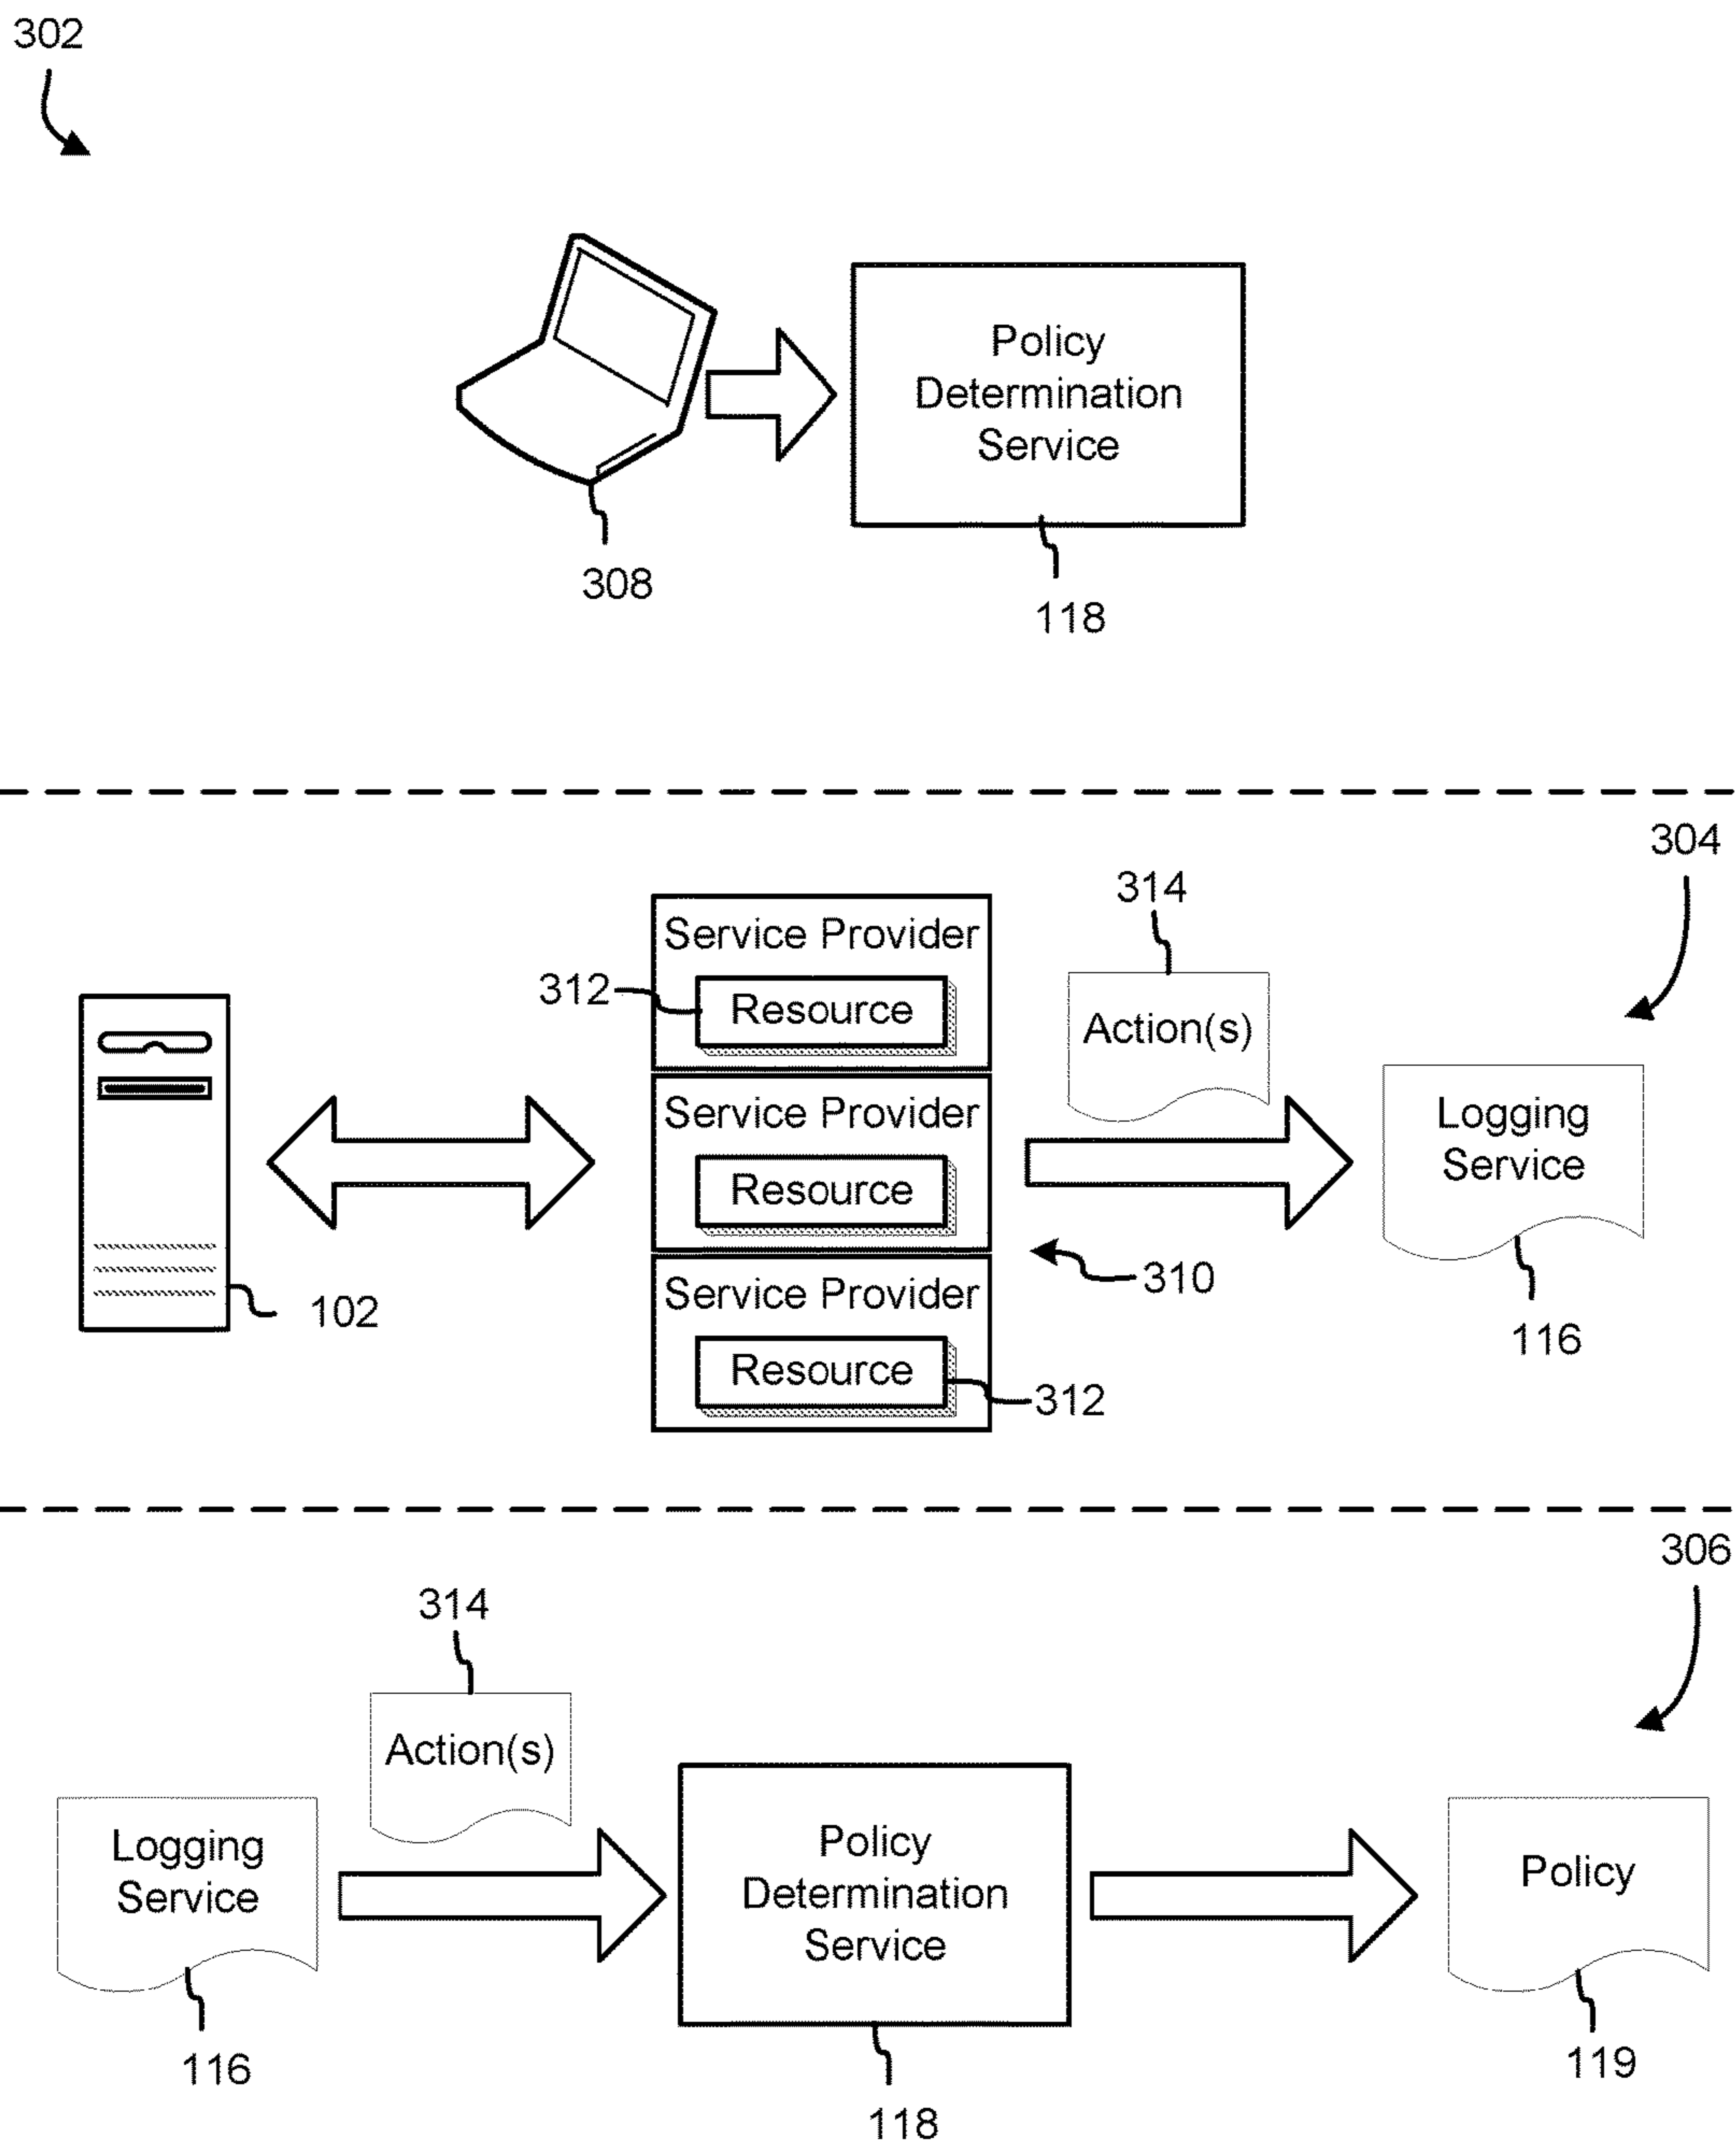 302
Policy
Determination
Service
308
118
304
314
Service Provider
312
Resource
Action(s)
Service Provider
Resource
Logging
Service
310
Service Provider
102
116
Resource
312
306
314
Action(s)
Logging
Service
Policy
Determination
Service
Policy
116
118
119